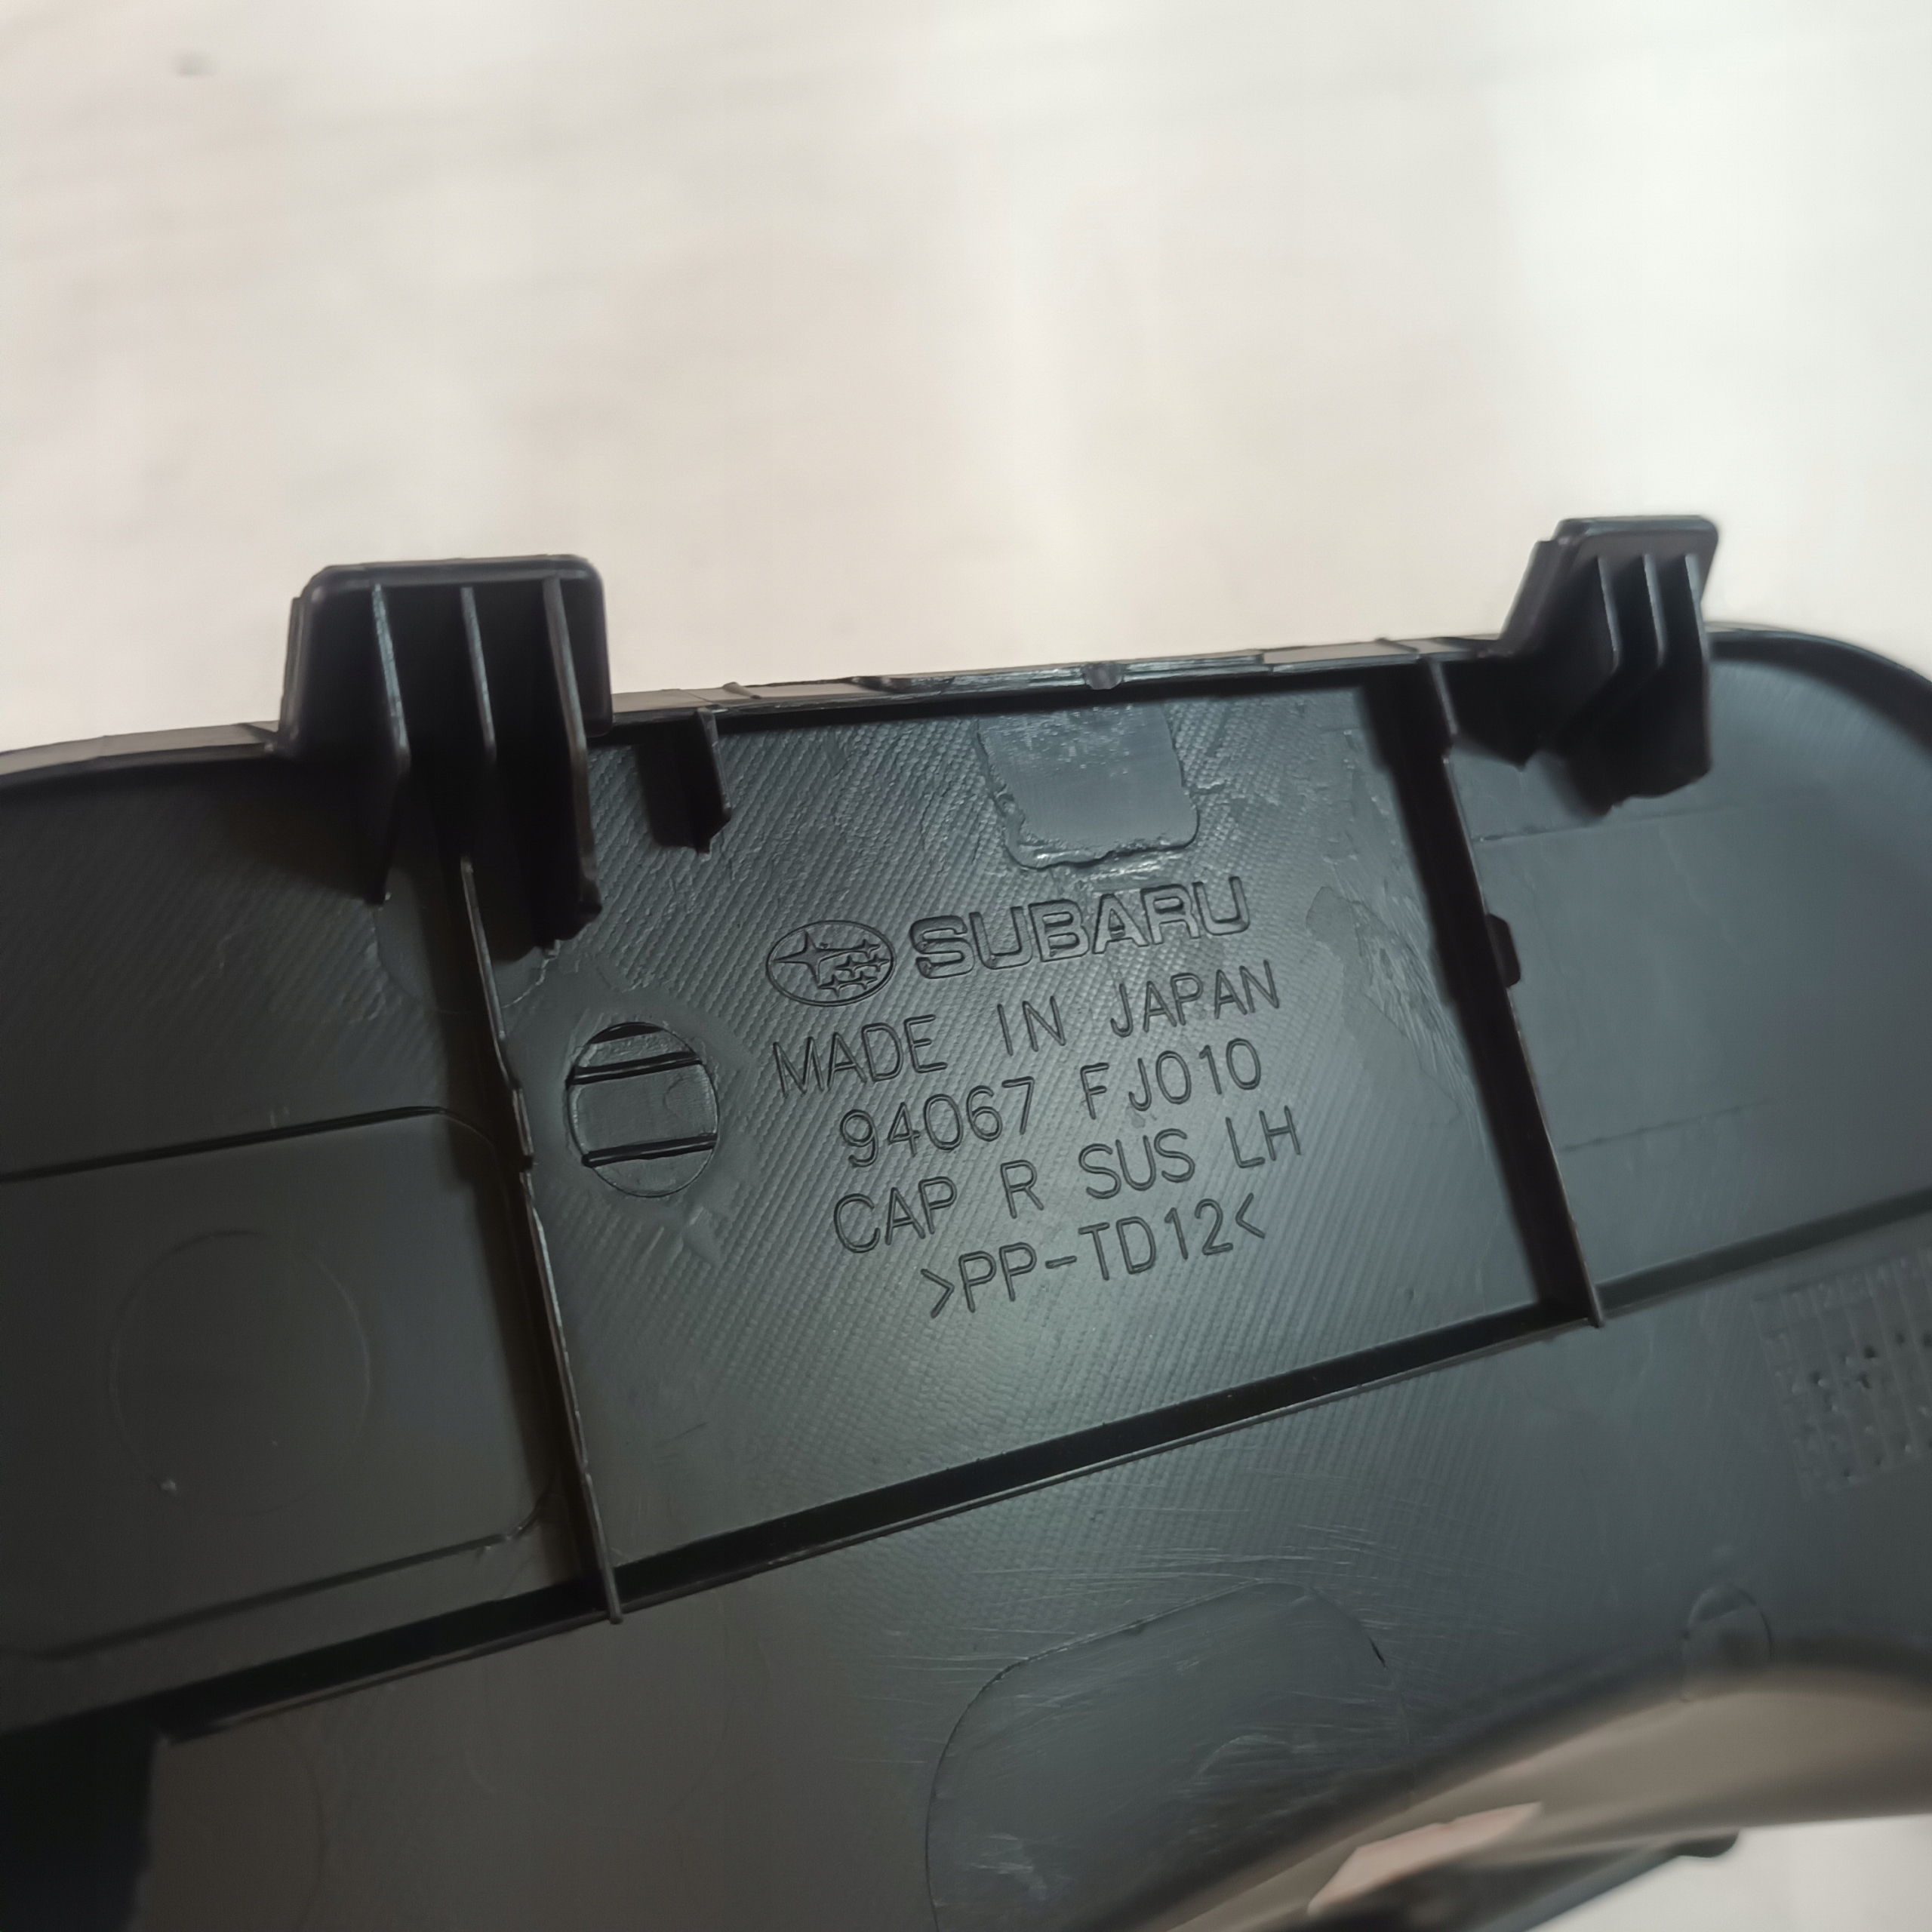 SUBARU
MADE IN JAPAN
94067 FJ010
CAP R SUS LH
>PP-TD12<